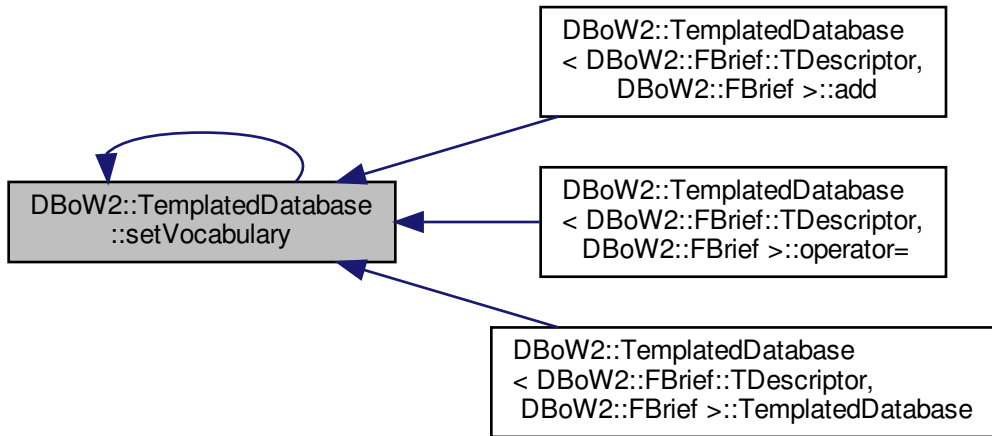 DBoW2::TemplatedDatabase
::setVocabulary
DBoW2::TemplatedDatabase
< DBoW2::FBrief::TDescriptor,
DBoW2::FBrief >::add
DBoW2::TemplatedDatabase
< DBoW2::FBrief::TDescriptor,
DBoW2::FBrief >::operator=
DBoW2::TemplatedDatabase
< DBoW2::FBrief::TDescriptor,
DBoW2::FBrief >::TemplatedDatabase